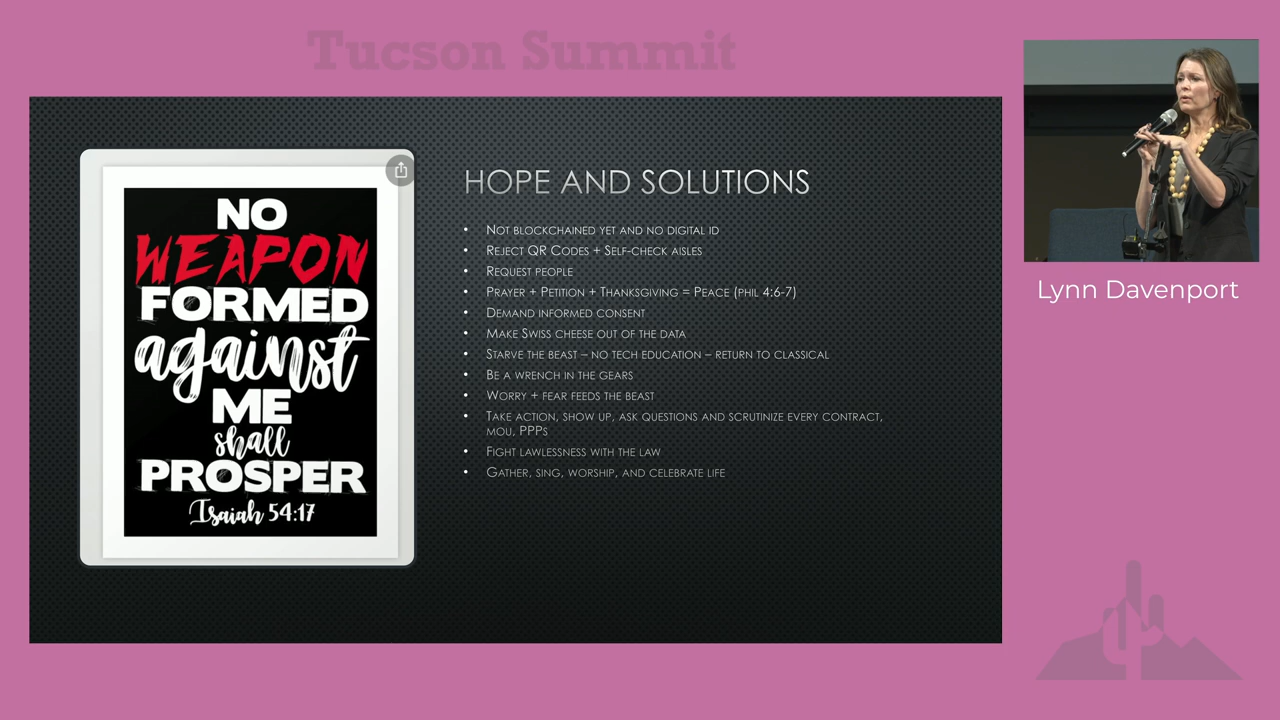 Tucson Summit
NO
WEAPON
FORMED
against
ME
shall
PROSPER
Isaiah 54:17
HOPE AND SOLUTIONS
• NOT BLOCKCHAINED YET AND NO DIGITAL ID
• REJECT QR CODES + SELF-CHECK AISLES
• REQUEST PEOPLE
• PRAYER + PETITION + THANKSGIVING = PEACE (PHIL 4:6-7)
• DEMAND INFORMED CONSENT
• MAKE SWISS CHEESE OUT OF THE DATA
• STARVE THE BEAST – NO TECH EDUCATION – RETURN TO CLASSICAL
• BE A WRENCH IN THE GEARS
• WORRY + FEAR FEEDS THE BEAST
• TAKE ACTION, SHOW UP, ASK QUESTIONS AND SCRUTINIZE EVERY CONTRACT,
MOU, PPPS
• FIGHT LAWLESSNESS WITH THE LAW
• GATHER, SING, WORSHIP, AND CELEBRATE LIFE
Lynn Davenport